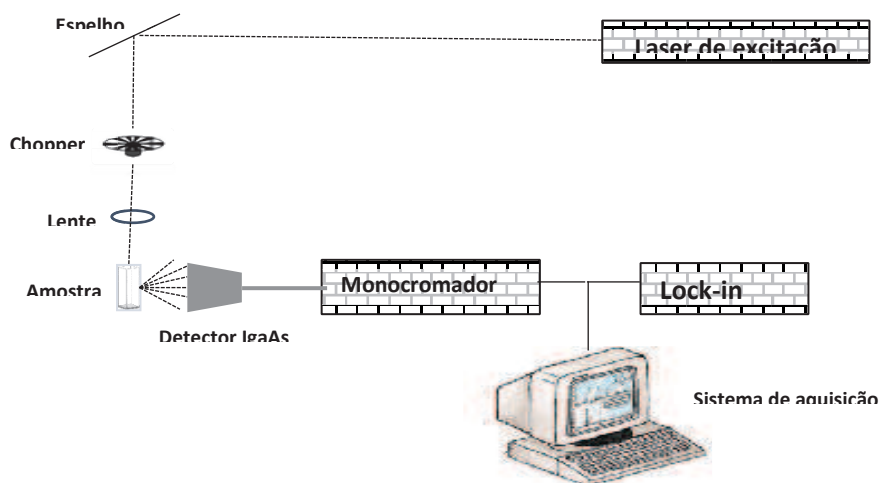 Espelho
Laser de excitação
Chopper
Lente
Amostra
Monocromador
Lock-in
Detector IgaAs
Sistema de aquisição